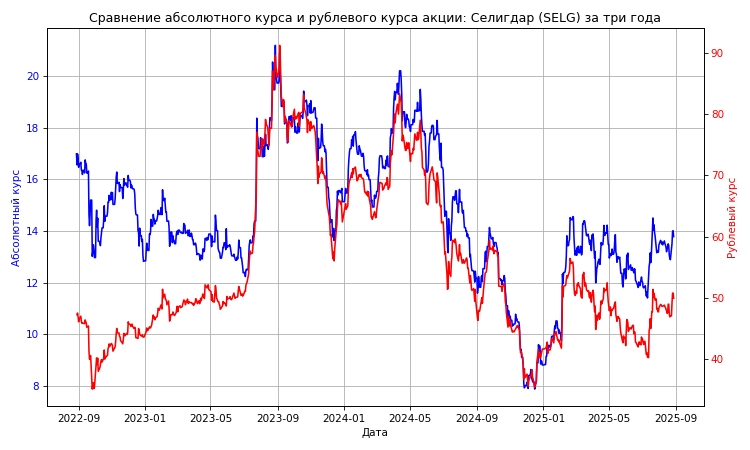 Сравнение абсолютного курса и рублевого курса акции: Селигдар (SELG) за три года
Абсолютный курс
20
18
16
14
12
10
8
90
80
70
60
50
40
Рублевый курс
2022-09 2023-01 2023-05 2023-09 2024-01 2024-05 2024-09 2025-01 2025-05 2025-09
Дата